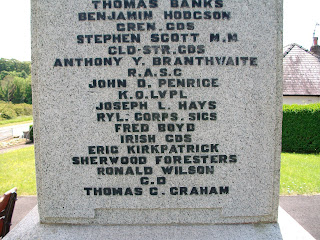 THOMAS BANKS
BENJAMIN HODGSON
GREN. GDS
STEPHEN SCOTT M.M
CLD-STR. GDS
ANTHONY Y. BRANTHWAITE
R.A.S.C
JOHN D. PENRICE
K.O. LVPL
JOSEPH L. HAYS
RYL. CORPS. SIGS
FRED BOYD
IRISH GDS
ERIC KIRKPATRICK
SHERWOOD FORESTERS
RONALD WILSON
G.D
THOMAS G. GRAHAM